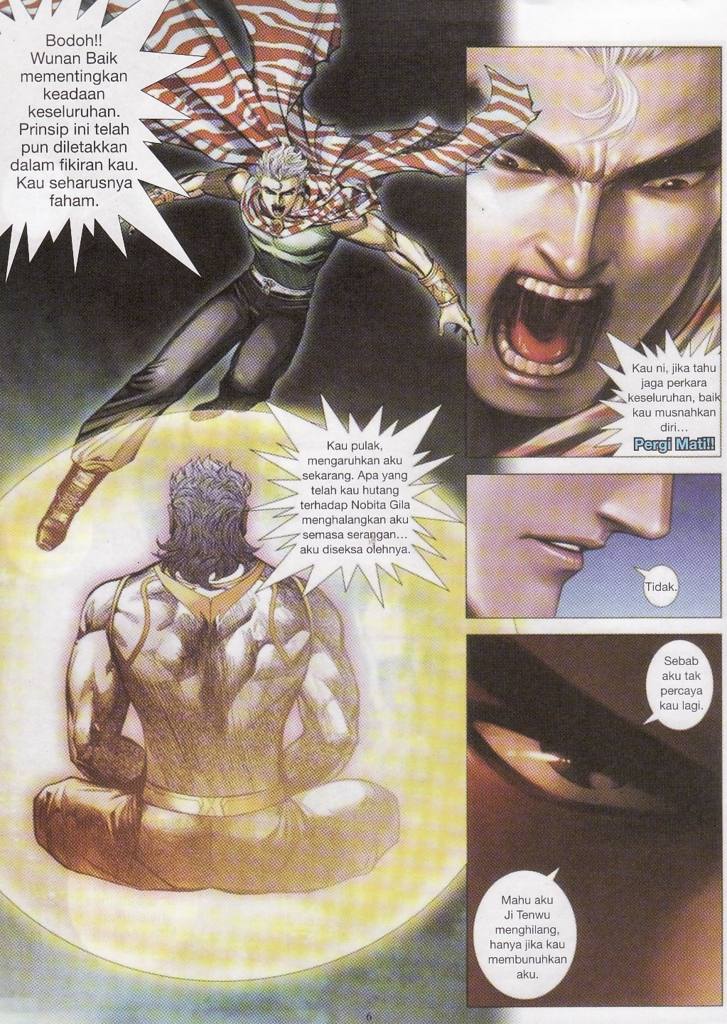 Bodoh!!
Wunan Baik
mementingkan
keadaan
keseluruhan.
Prinsip ini telah
pun diletakkan
dalam fikiran kau.
Kau seharusnya
faham.
Kau ni, jika tahu
jaga perkara
keseluruhan, baik
kau musnahkan
diri...
Pergi Mati!!
Kau pulak,
mengaruhkan aku
sekarang. Apa yang
telah kau hutang
terhadap Nobita Gila
menghalangkan aku
semasa serangan...
aku diseksa olehnya.
Tidak.
Sebab
aku tak
percaya
kau lagi.
Mahu aku
Ji Tenwu
menghilang,
hanya jika kau
membunuhkan
aku.
6